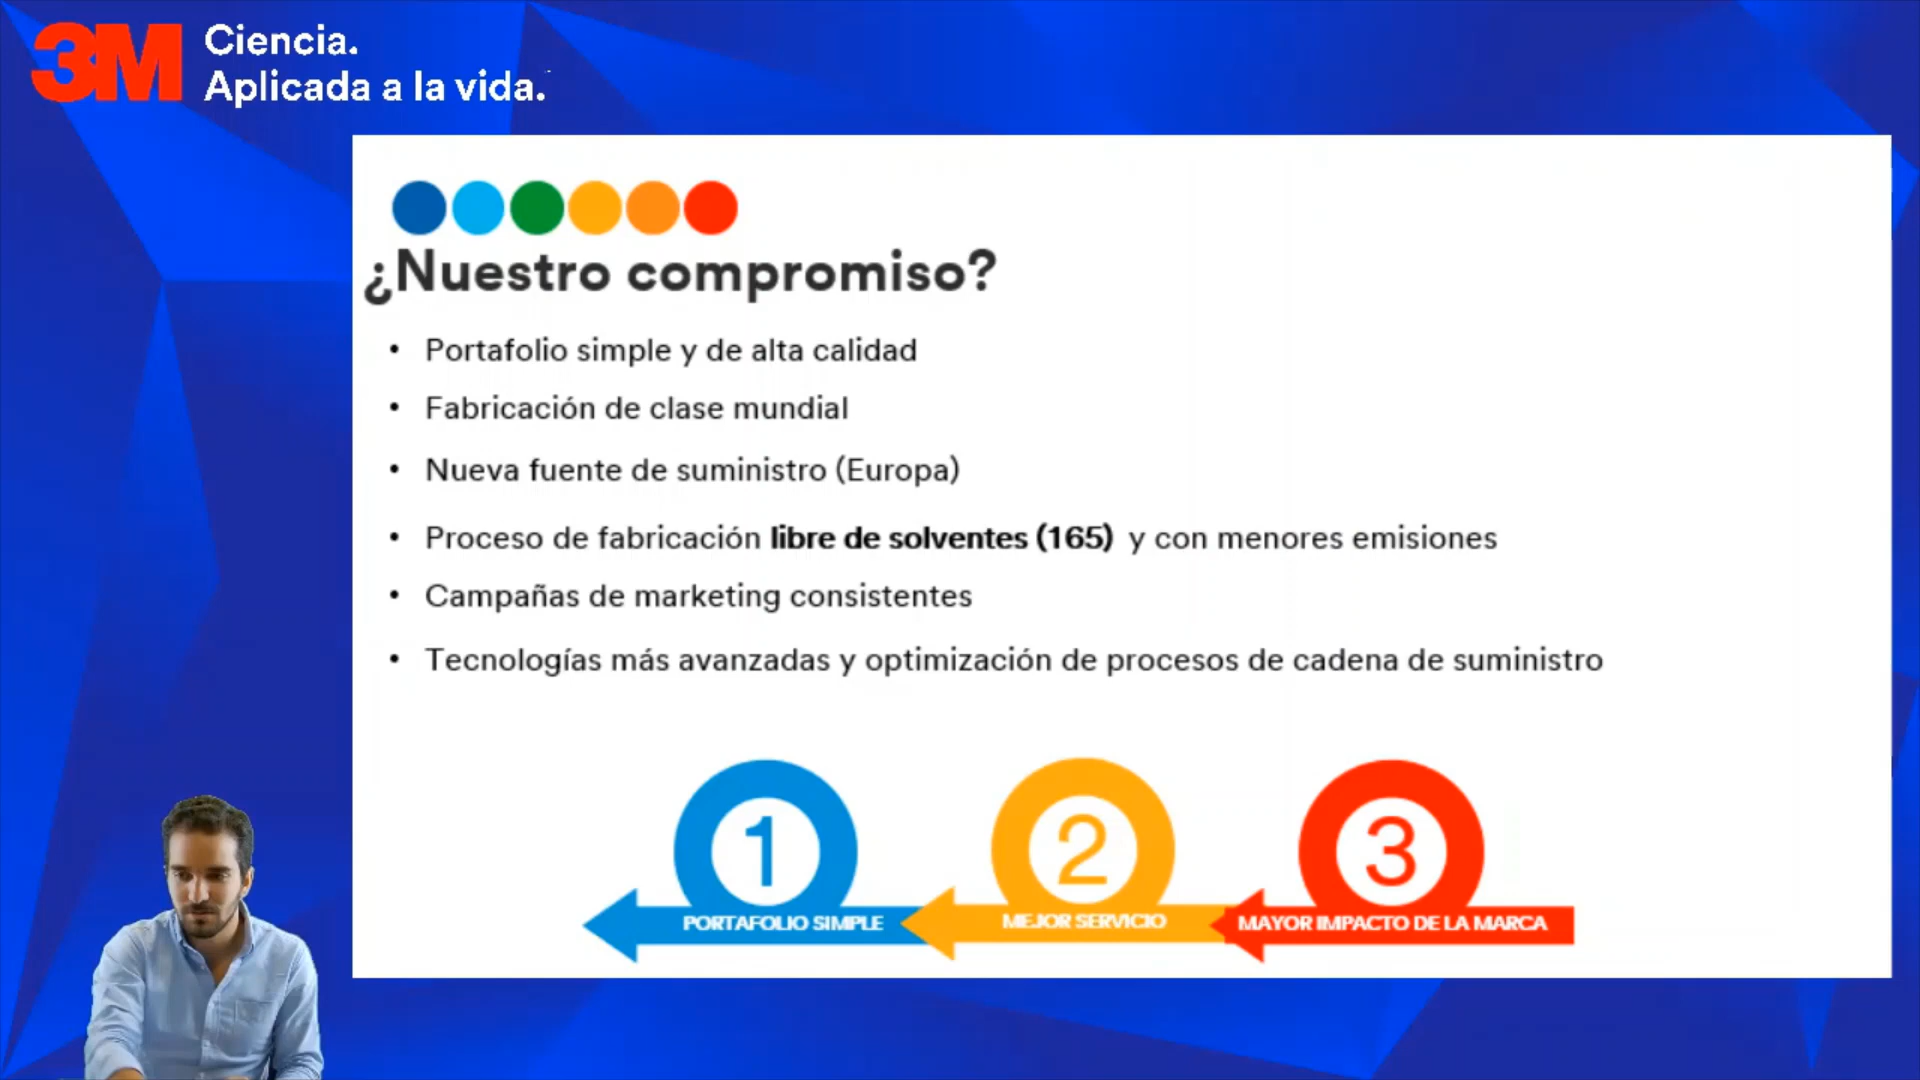 3M
Ciencia.
Aplicada a la vida.
¿Nuestro compromiso?
• Portafolio simple y de alta calidad
• Fabricación de clase mundial
• Nueva fuente de suministro (Europa)
• Proceso de fabricación libre de solventes (165) y con menores emisiones
• Campañas de marketing consistentes
• Tecnologías más avanzadas y optimización de procesos de cadena de suministro
1
2
3
PORTAFOLIO SIMPLE
MEJOR SERVICIO
MAYOR IMPACTO DE LA MARCA